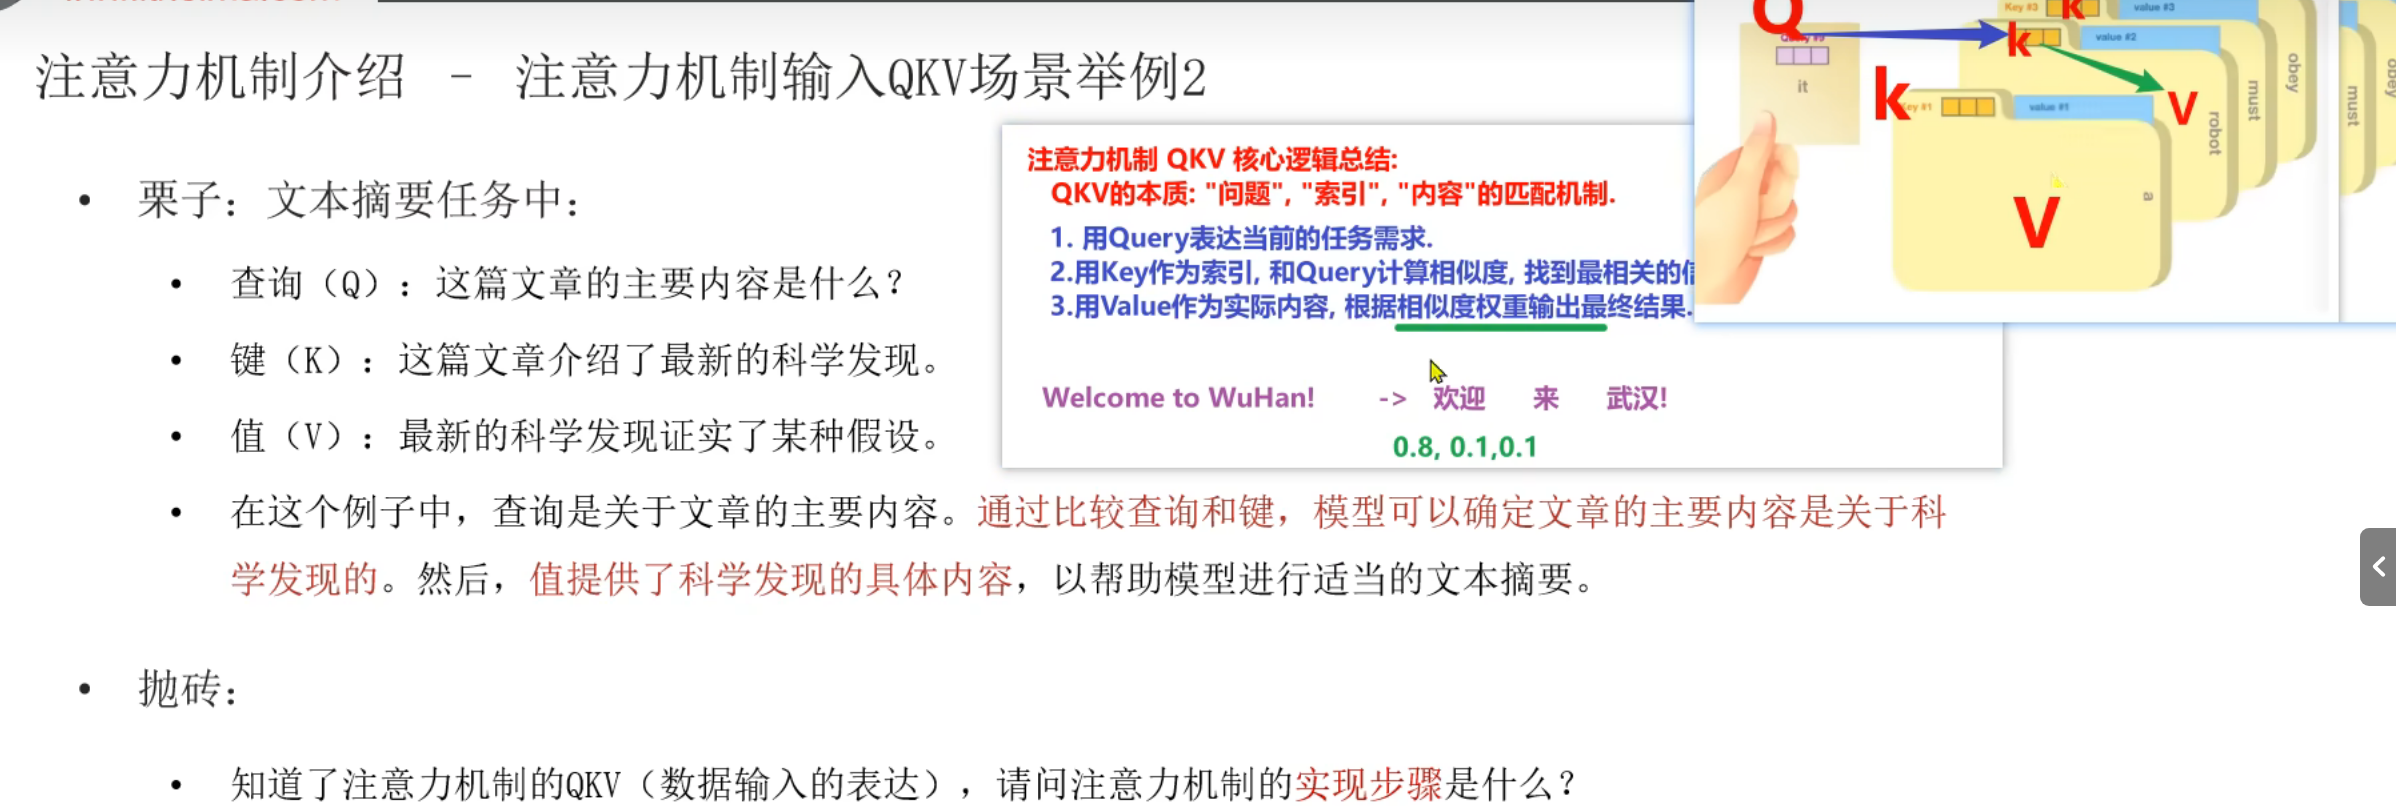 注意力机制介绍 - 注意力机制输入QKV场景举例2
• 栗子：文本摘要任务中：
• 查询（Q）：这篇文章的主要内容是什么？
• 键（K）：这篇文章介绍了最新的科学发现。
• 值（V）：最新的科学发现证实了某种假设。
• 在这个例子中，查询是关于文章的主要内容。通过比较查询和键，模型可以确定文章的主要内容是关于科
学发现的。然后，值提供了科学发现的具体内容，以帮助模型进行适当的文本摘要。
• 抛砖：
• 知道了注意力机制的QKV（数据输入的表达），请问注意力机制的实现步骤是什么？
注意力机制 QKV 核心逻辑总结:
QKV的本质: "问题", "索引", "内容"的匹配机制.
1. 用Query表达当前的任务需求.
2.用Key作为索引, 和Query计算相似度, 找到最相关的
3.用Value作为实际内容, 根据相似度权重输出最终结果.
Welcome to WuHan! -> 欢迎 来 武汉!
0.8, 0.1,0.1
Q
it
Key #3
k
value #3
k
value #2
k
Key #1
value #1
V
V
a
robot
must
obey
must
obey